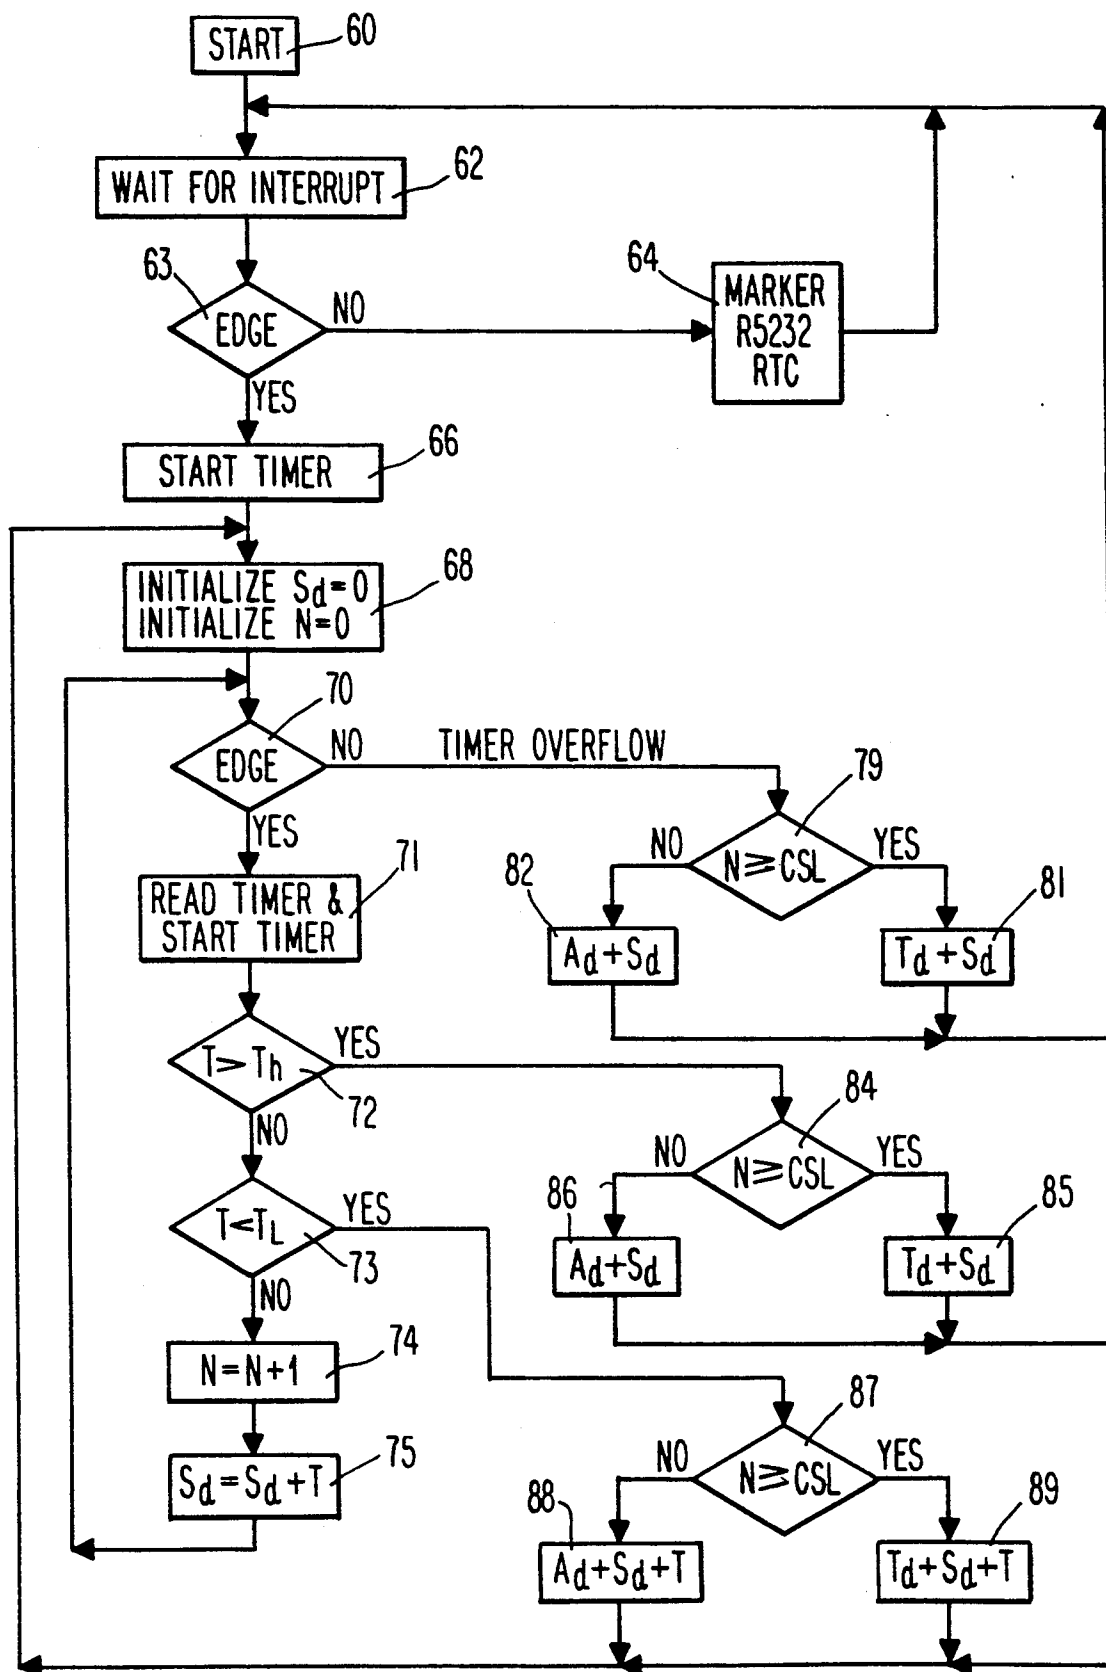 START
60
WAIT FOR INTERRUPT
62
63
EDGE
NO
64
MARKER
R5232
RTC
YES
START TIMER
66
INITIALIZE Sd=0
INITIALIZE N=0
68
70
EDGE
NO
TIMER OVERFLOW
YES
79
N≥CSL
NO
YES
82
Ad+Sd
81
Td+Sd
READ TIMER &
START TIMER
71
T>Th
YES
72
NO
84
N≥CSL
NO
YES
86
Ad+Sd
85
Td+Sd
T<TL
YES
73
NO
N=N+1
74
Sd=Sd+T
75
87
N≥CSL
NO
YES
88
Ad+Sd+T
89
Td+Sd+T